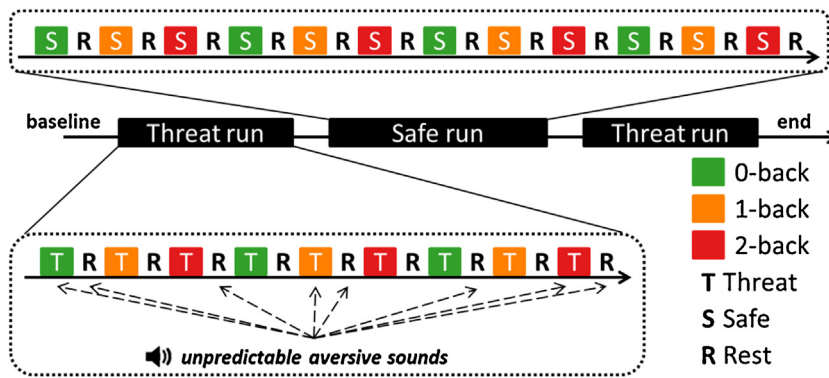 S R S R S R S R S R S R S R S R S R S R S R S R
baseline Threat run Safe run Threat run end
0-back
1-back
2-back
T Threat
S Safe
R Rest
T R T R T R T R T R T R T R T R T R
unpredictable aversive sounds